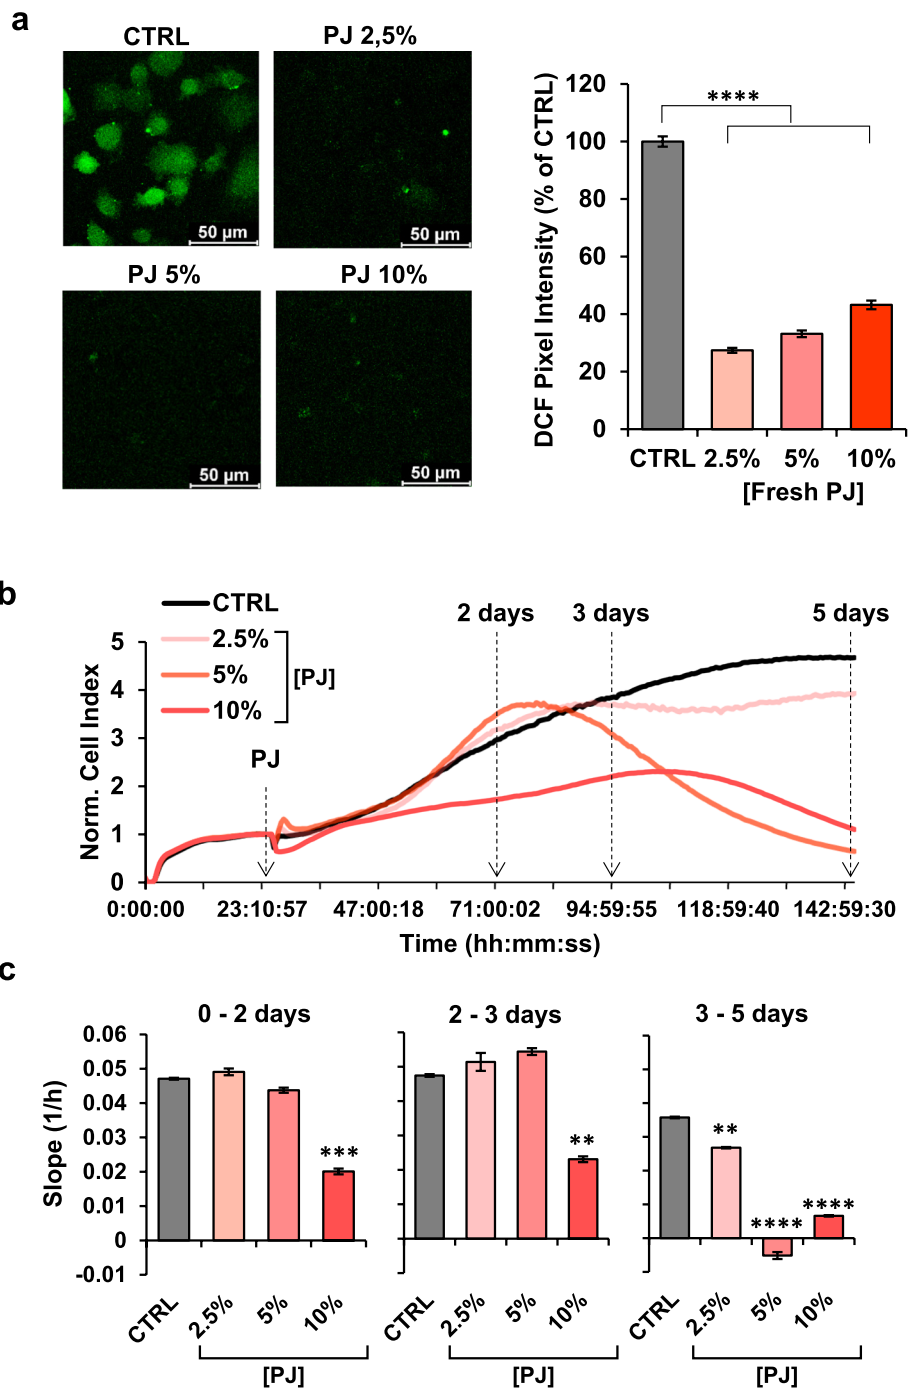 a
CTRL
PJ 2,5%
50 µm
50 µm
PJ 5%
PJ 10%
50 µm
50 µm
DCF Pixel Intensity (% of CTRL)
120
100
80
60
40
20
0
****
CTRL 2.5% 5% 10%
[Fresh PJ]
b
CTRL
2.5%
5%
10%
[PJ]
PJ
2 days
3 days
5 days
Norm. Cell Index
5
4
3
2
1
0
0:00:00 23:10:57 47:00:18 71:00:02 94:59:55 118:59:40 142:59:30
Time (hh:mm:ss)
c
0 - 2 days
2 - 3 days
3 - 5 days
Slope (1/h)
0.06
0.05
0.04
0.03
0.02
0.01
0
-0.01
***
**
**
****
****
CTRL 2.5% 5% 10%
[PJ]
CTRL 2.5% 5% 10%
[PJ]
CTRL 2.5% 5% 10%
[PJ]